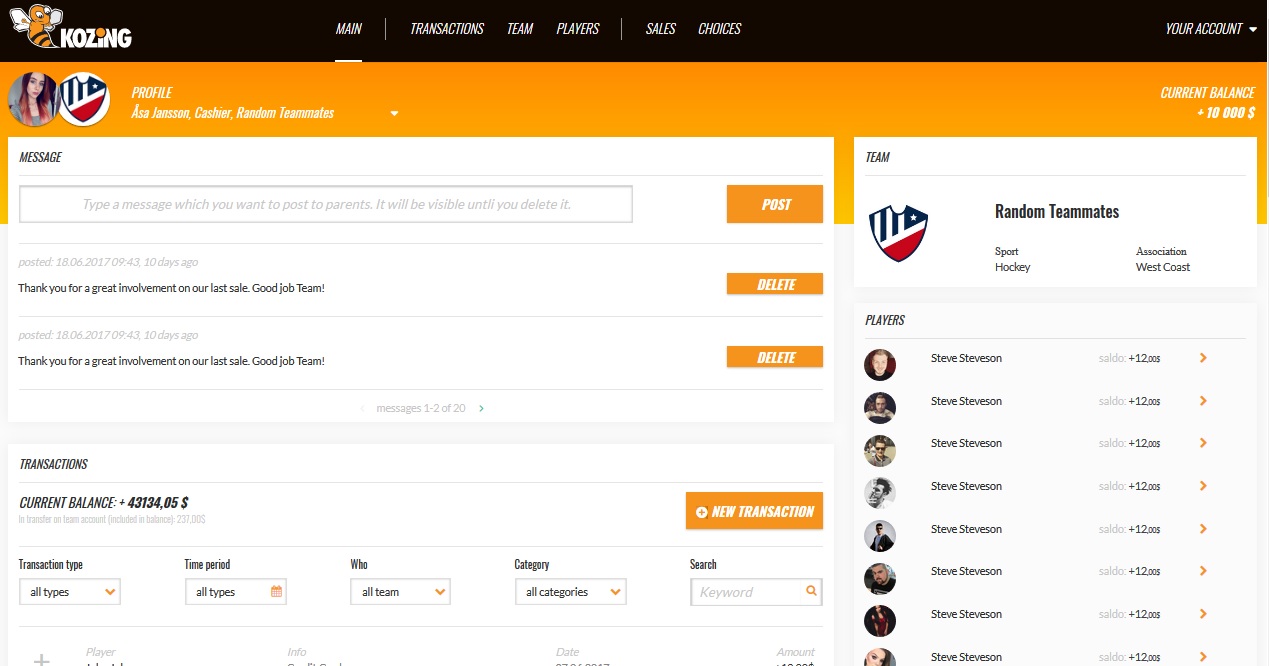 KOZING
MAIN TRANSACTIONS TEAM PLAYERS SALES CHOICES YOUR ACCOUNT
PROFILE
Åsa Jansson, Cashier, Random Teammates
CURRENT BALANCE
+ 10 000 $
MESSAGE
Type a message which you want to post to parents. It will be visible untli you delete it.
POST
posted: 18.06.2017 09:43, 10 days ago
Thank you for a great involvement on our last sale. Good job Team!
DELETE
posted: 18.06.2017 09:43, 10 days ago
Thank you for a great involvement on our last sale. Good job Team!
DELETE
messages 1-2 of 20
TRANSACTIONS
CURRENT BALANCE: + 43134,05 $
In transfer on team account (included in balance): 237,00$
NEW TRANSACTION
Transaction type Time period Who Category Search
all types all types all team all categories Keyword
Player Info Date Amount
TEAM
Random Teammates
Sport Association
Hockey West Coast
PLAYERS
Steve Steveson saldo: +12,00$
Steve Steveson saldo: +12,00$
Steve Steveson saldo: +12,00$
Steve Steveson saldo: +12,00$
Steve Steveson saldo: +12,00$
Steve Steveson saldo: +12,00$
Steve Steveson saldo: +12,00$
Steve Steveson saldo: +12,00$